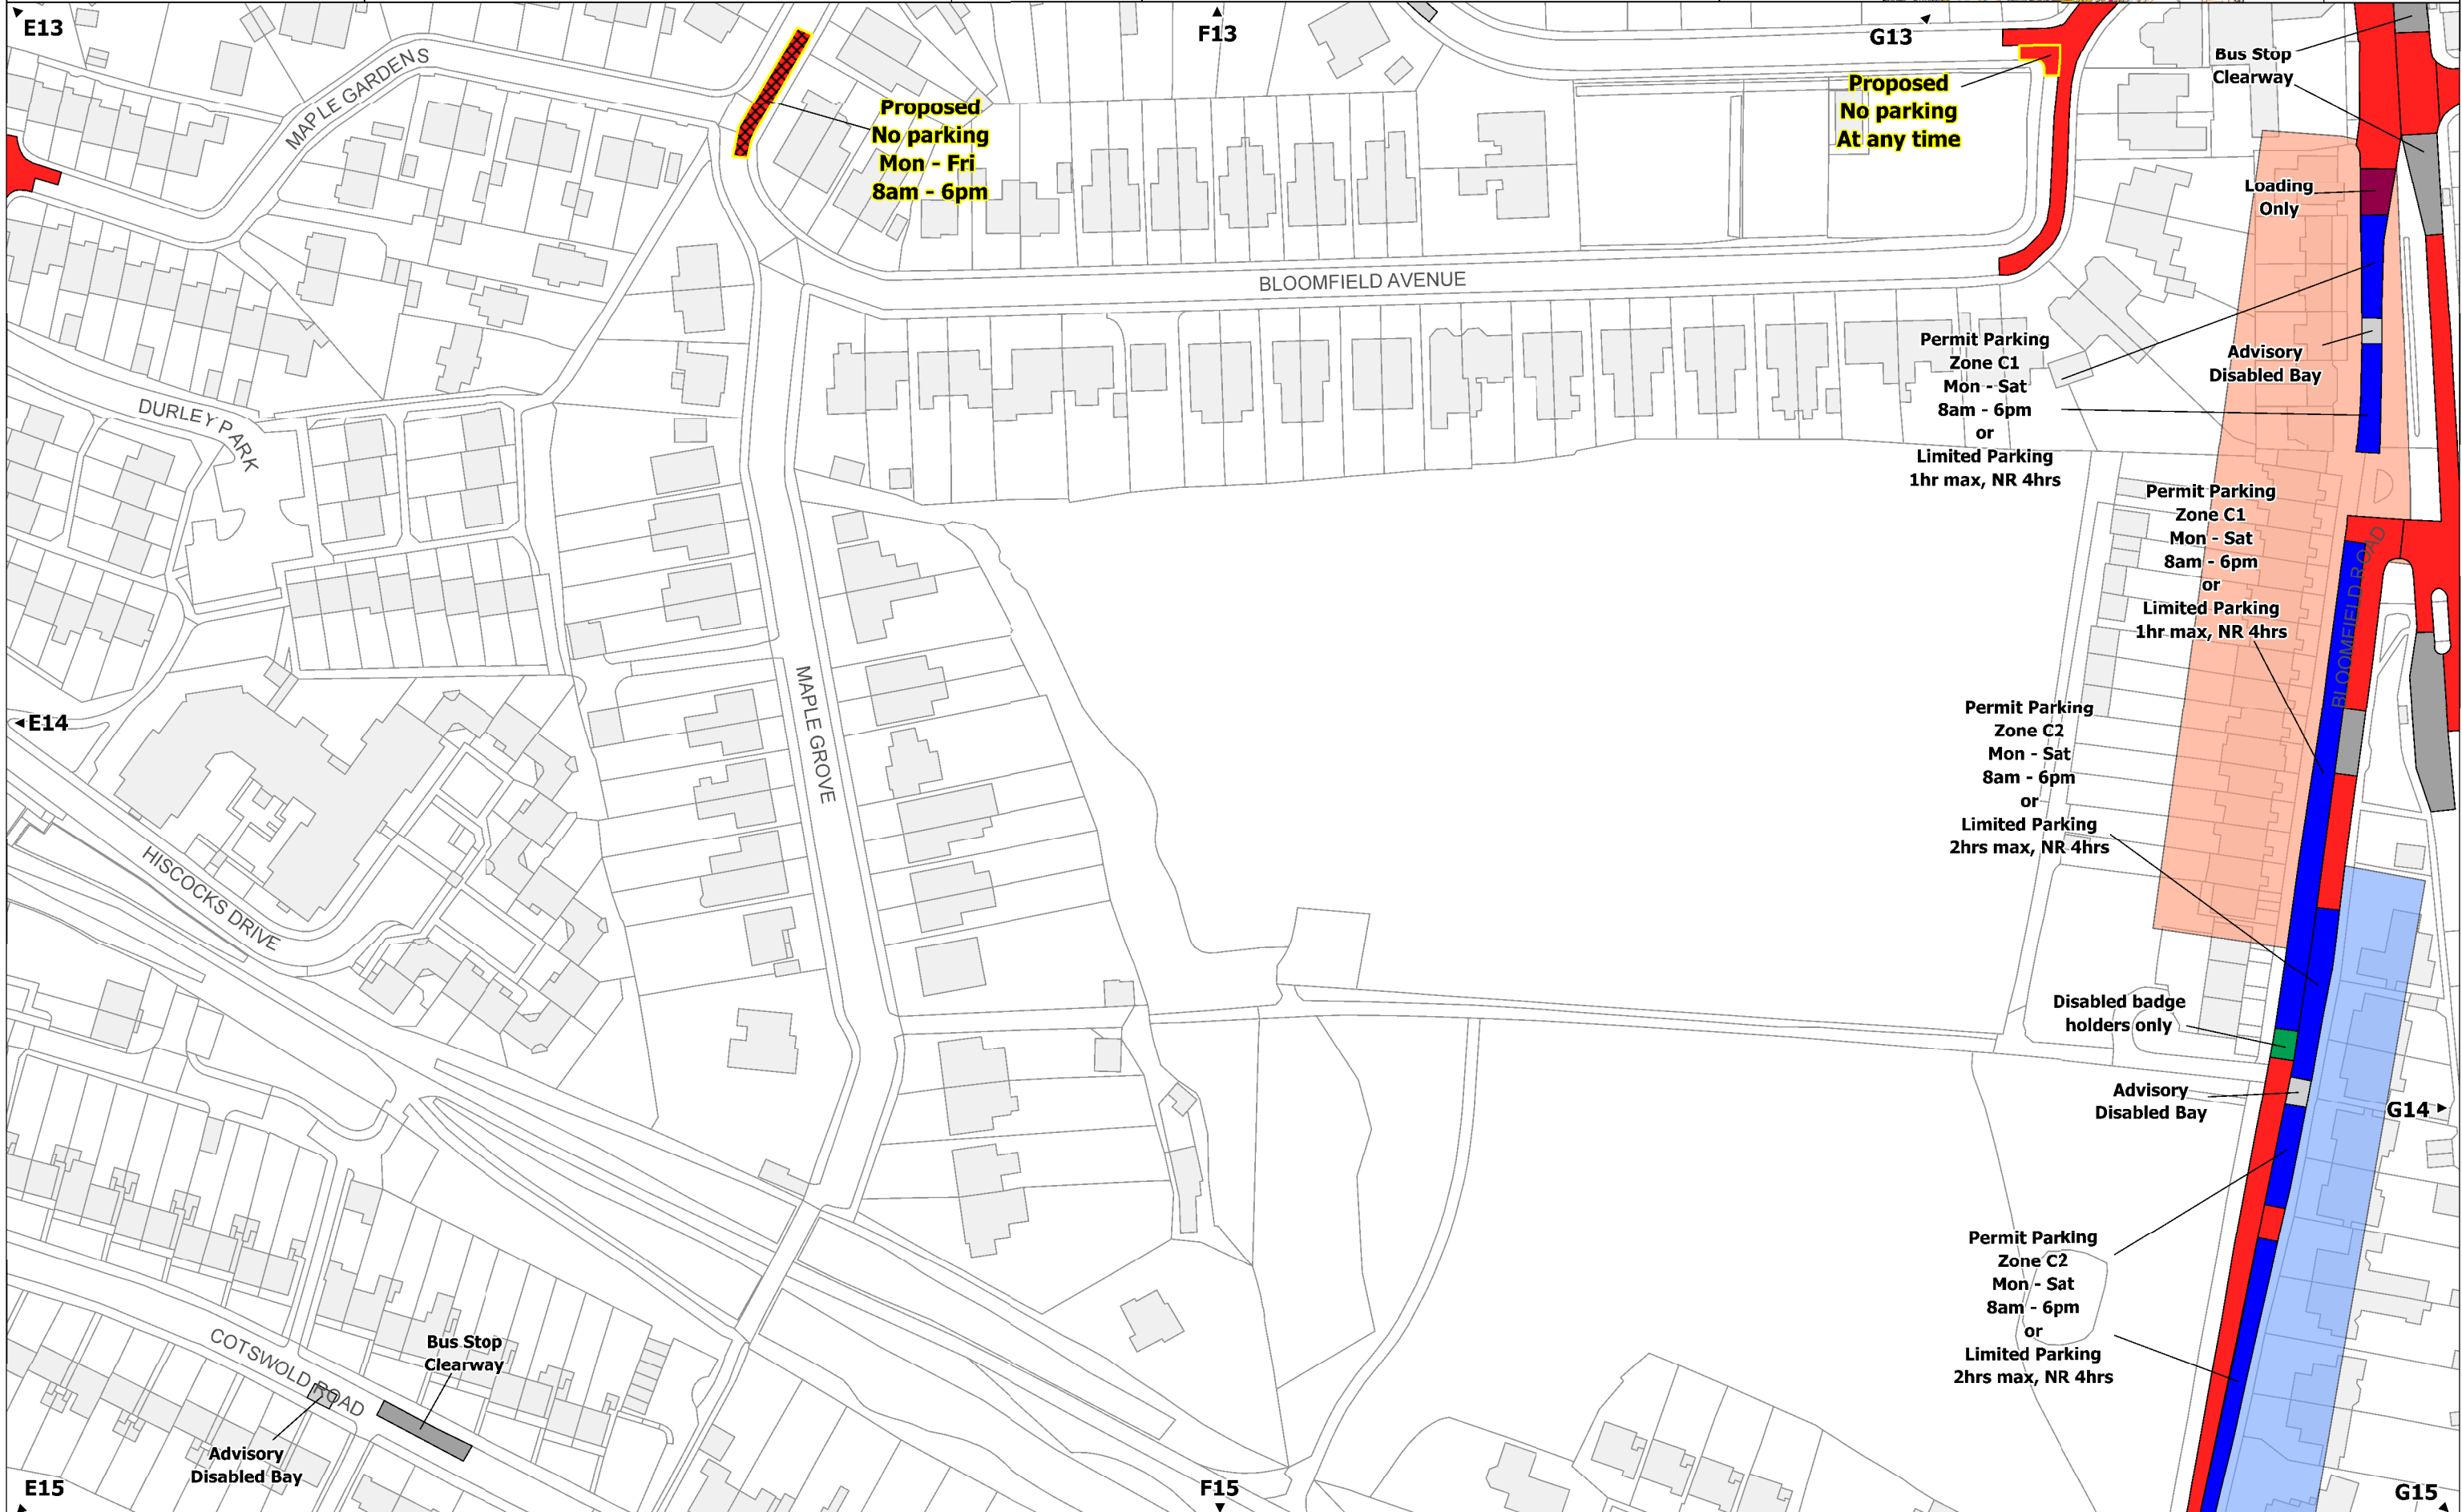 E13
F13
G13
MAPLE GARDENS
Proposed
No parking
Mon - Fri
8am - 6pm
Proposed
No parking
At any time
Bus Stop
Clearway
Loading
Only
BLOOMFIELD AVENUE
Permit Parking
Zone C1
Mon - Sat
8am - 6pm
or
Limited Parking
1hr max, NR 4hrs
Advisory
Disabled Bay
DURLEY PARK
Permit Parking
Zone C1
Mon - Sat
8am - 6pm
or
Limited Parking
1hr max, NR 4hrs
BLOOMFIELD ROAD
MAPLE GROVE
E14
Permit Parking
Zone C2
Mon - Sat
8am - 6pm
or
Limited Parking
2hrs max, NR 4hrs
HISCOCKS DRIVE
Disabled badge
holders only
Advisory
Disabled Bay
G14
Permit Parking
Zone C2
Mon - Sat
8am - 6pm
or
Limited Parking
2hrs max, NR 4hrs
COTSWOLD ROAD
Bus Stop
Clearway
Advisory
Disabled Bay
E15
F15
G15